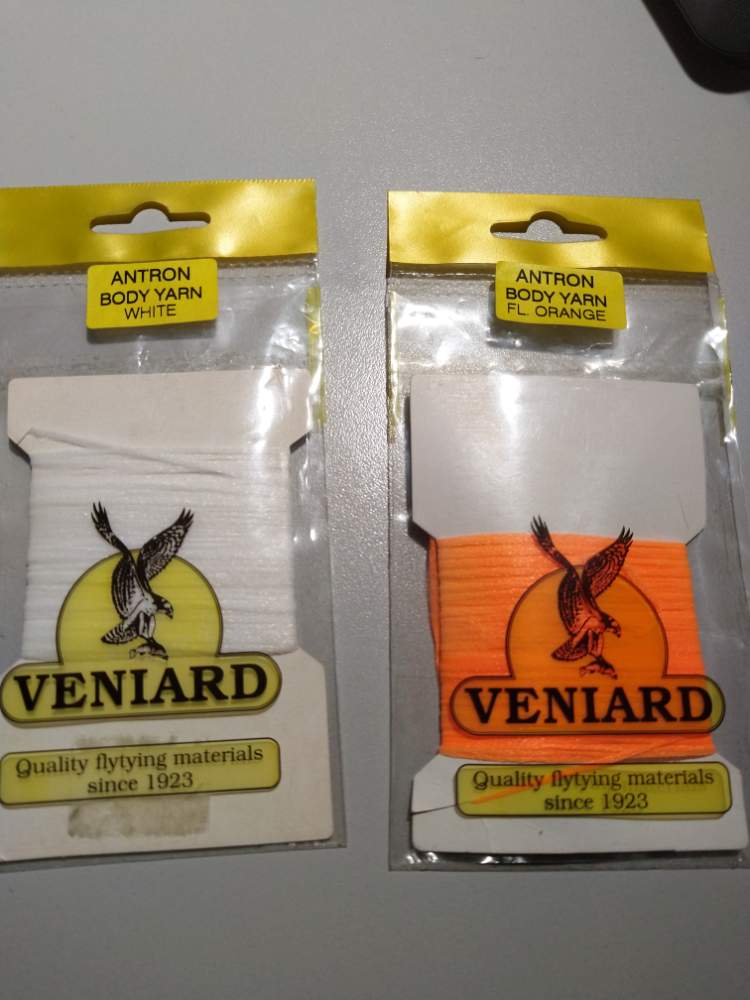 ANTRON
BODY YARN
WHITE
VENIARD
Quality flytying materials
since 1923
ANTRON
BODY YARN
FL. ORANGE
VENIARD
Quality flytying materials
since 1923